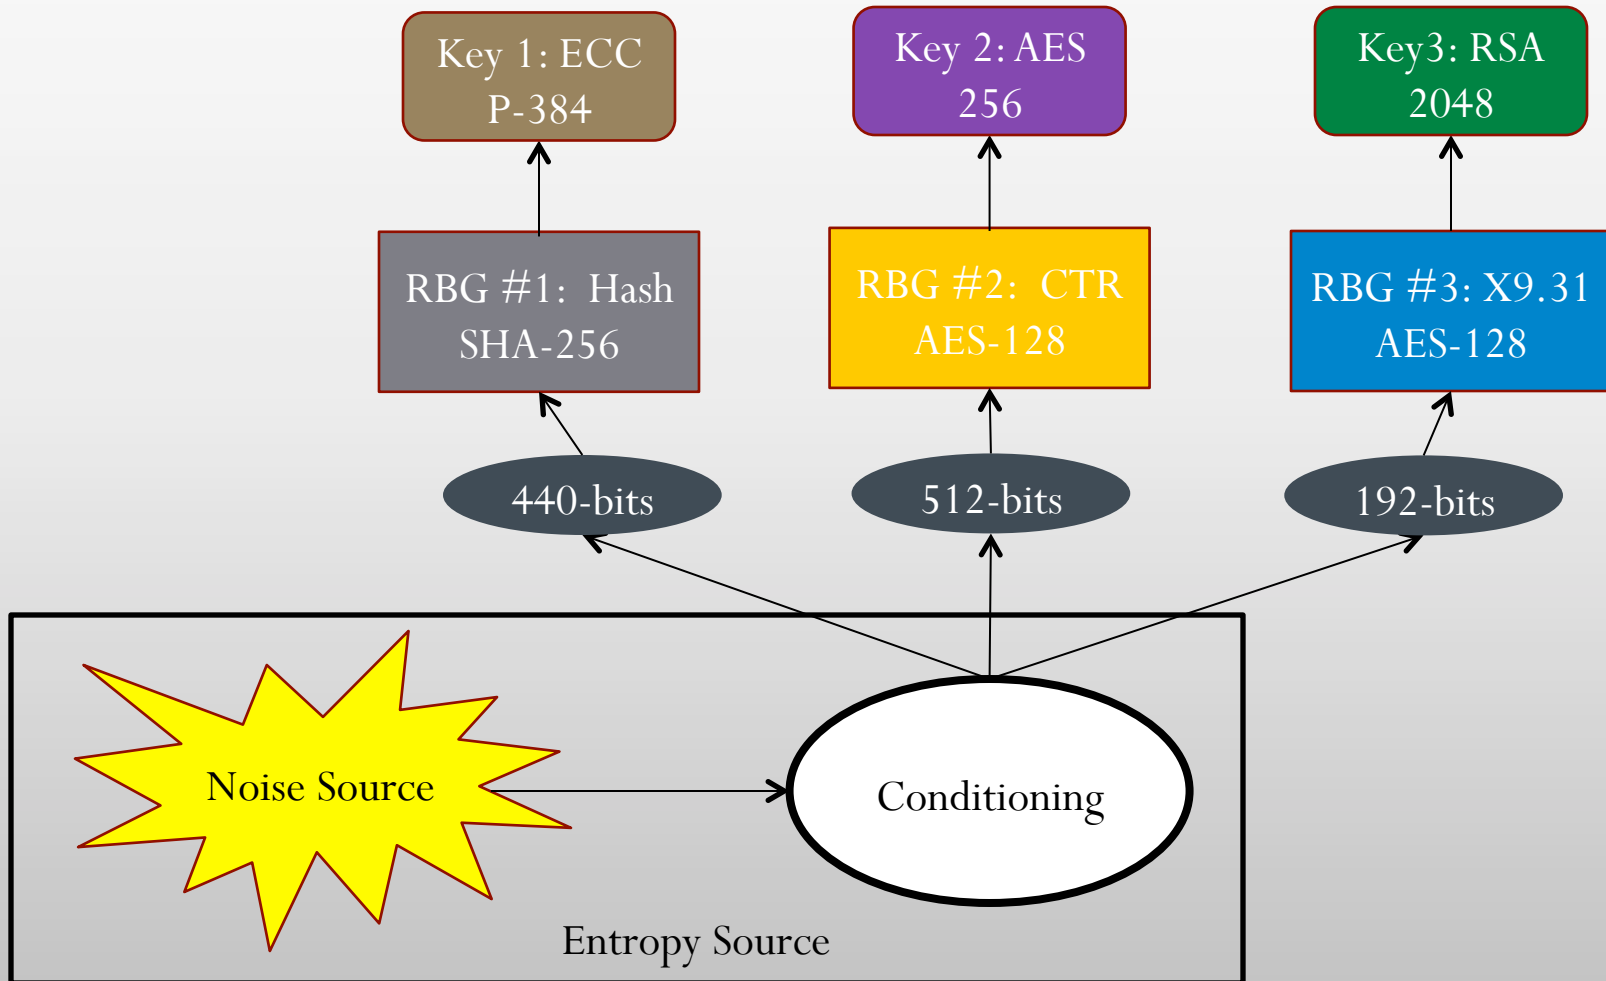 Key 1: ECC
P-384
Key 2: AES
256
Key3: RSA
2048
RBG #1:  Hash
SHA-256
RBG #2:  CTR
AES-128
RBG #3: X9.31
AES-128
440-bits
512-bits
192-bits
Noise Source
Conditioning
Entropy Source